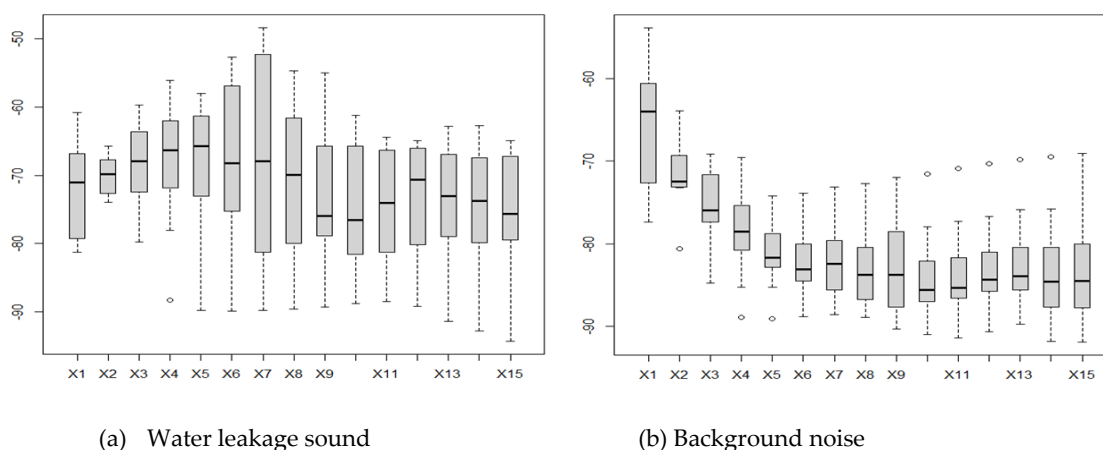 -50
-60
-70
-80
-90
X1 X2 X3 X4 X5 X6 X7 X8 X9 X11 X13 X15
(a) Water leakage sound
-60
-70
-80
-90
X1 X2 X3 X4 X5 X6 X7 X8 X9 X11 X13 X15
(b) Background noise